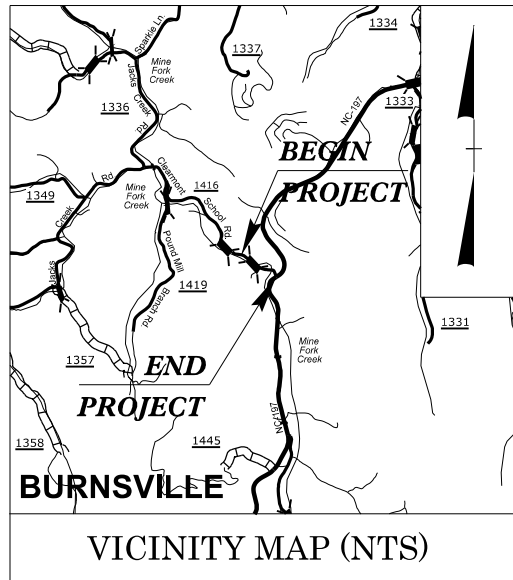 1334
Sparkle Ln.
1337
Mine
Fork
Creek
Jacks
Creek
Rd
1336
NC-197
1333
BEGIN
PROJECT
Clearmont
School
Rd.
1416
Rd
Creek
Jacks
1349
Mine
Fork
Creek
Pound Mill
Branch Rd
1419
1331
Mine
Fork
Creek
1357
END
PROJECT
NC-197
1358
1445
BURNSVILLE
VICINITY MAP (NTS)